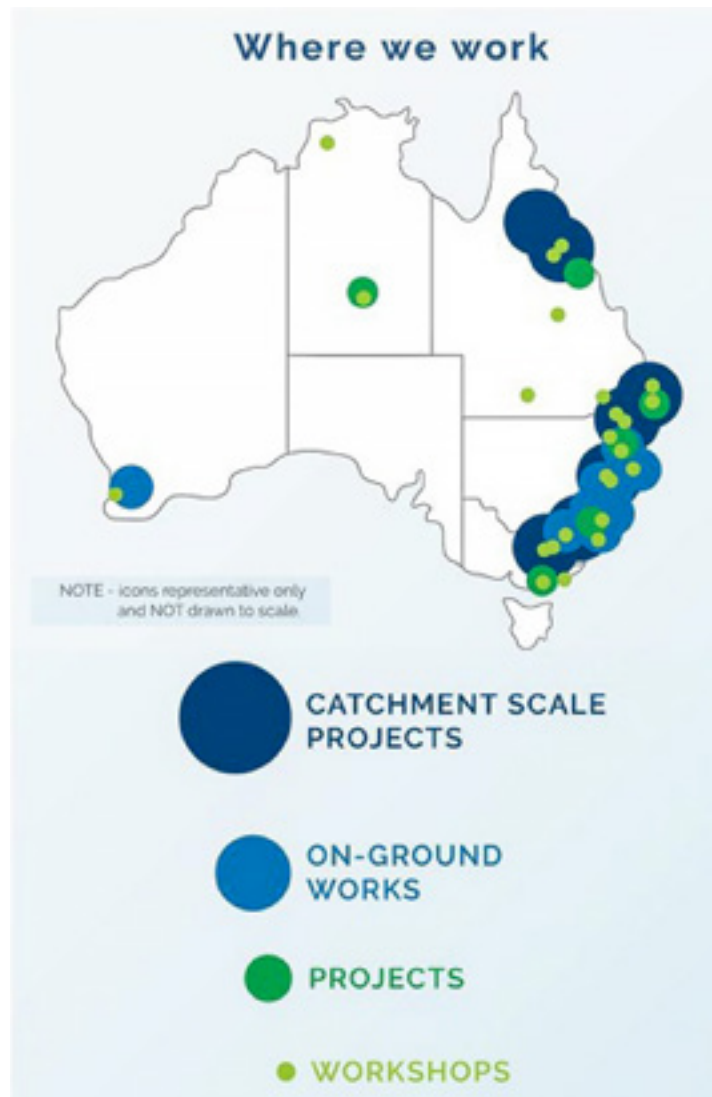 Where we work
NOTE - icons representative only
and NOT drawn to scale.
CATCHMENT SCALE
PROJECTS
ON-GROUND
WORKS
PROJECTS
WORKSHOPS